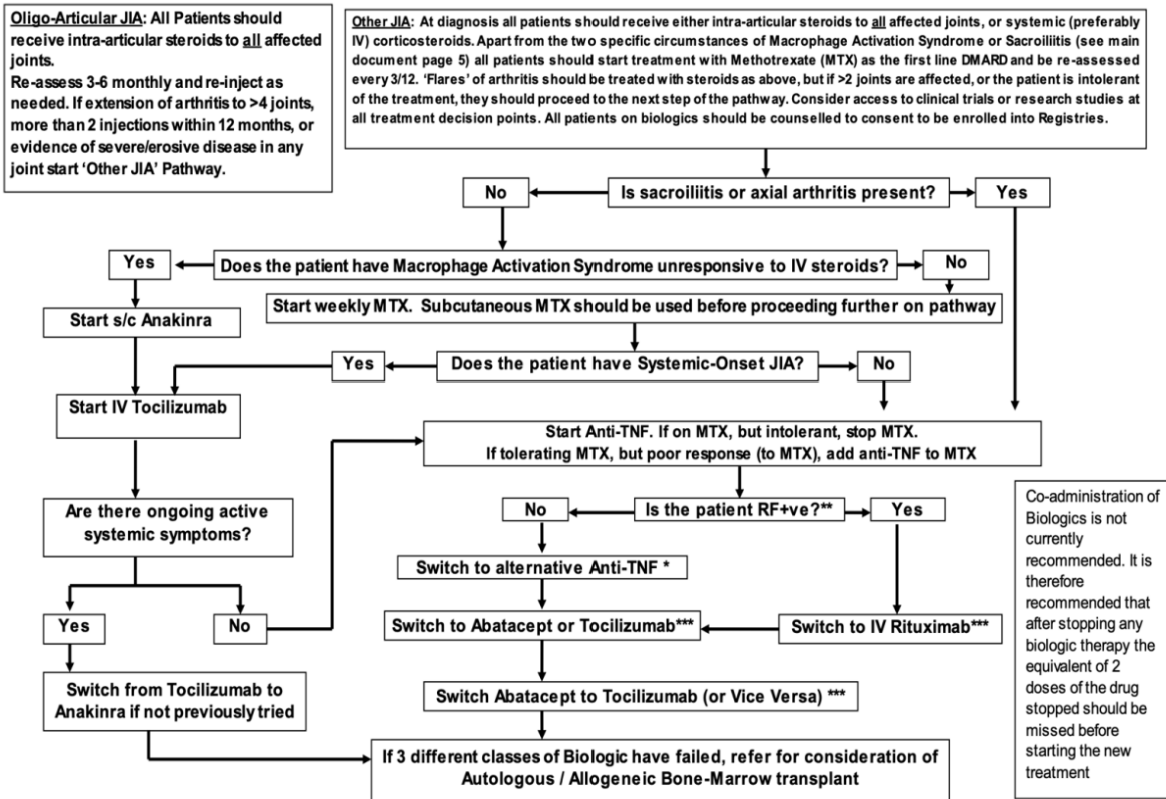 Oligo-Articular JIA: All Patients should
receive intra-articular steroids to all affected
joints.
Re-assess 3-6 monthly and re-inject as
needed. If extension of arthritis to >4 joints,
more than 2 injections within 12 months, or
evidence of severe/erosive disease in any
joint start ‘Other JIA’ Pathway.
Other JIA: At diagnosis all patients should receive either intra-articular steroids to all affected joints, or systemic (preferably
IV) corticosteroids. Apart from the two specific circumstances of Macrophage Activation Syndrome or Sacroiliitis (see main
document page 5) all patients should start treatment with Methotrexate (MTX) as the first line DMARD and be re-assessed
every 3/12. ‘Flares’ of arthritis should be treated with steroids as above, but if >2 joints are affected, or the patient is intolerant
of the treatment, they should proceed to the next step of the pathway. Consider access to clinical trials or research studies at
all treatment decision points. All patients on biologics should be counselled to consent to be enrolled into Registries.
No
Is sacroiliitis or axial arthritis present?
Yes
Yes
Does the patient have Macrophage Activation Syndrome unresponsive to IV steroids?
No
Start s/c Anakinra
Start weekly MTX. Subcutaneous MTX should be used before proceeding further on pathway
Yes
Does the patient have Systemic-Onset JIA?
No
Start IV Tocilizumab
Start Anti-TNF. If on MTX, but intolerant, stop MTX.
If tolerating MTX, but poor response (to MTX), add anti-TNF to MTX
Are there ongoing active
systemic symptoms?
No
Is the patient RF+ve?**
Yes
Switch to alternative Anti-TNF *
Yes
No
Switch to Abatacept or Tocilizumab***
Switch to IV Rituximab***
Switch from Tocilizumab to
Anakinra if not previously tried
Switch Abatacept to Tocilizumab (or Vice Versa) ***
If 3 different classes of Biologic have failed, refer for consideration of
Autologous / Allogeneic Bone-Marrow transplant
Co-administration of
Biologics is not
currently
recommended. It is
therefore
recommended that
after stopping any
biologic therapy the
equivalent of 2
doses of the drug
stopped should be
missed before
starting the new
treatment